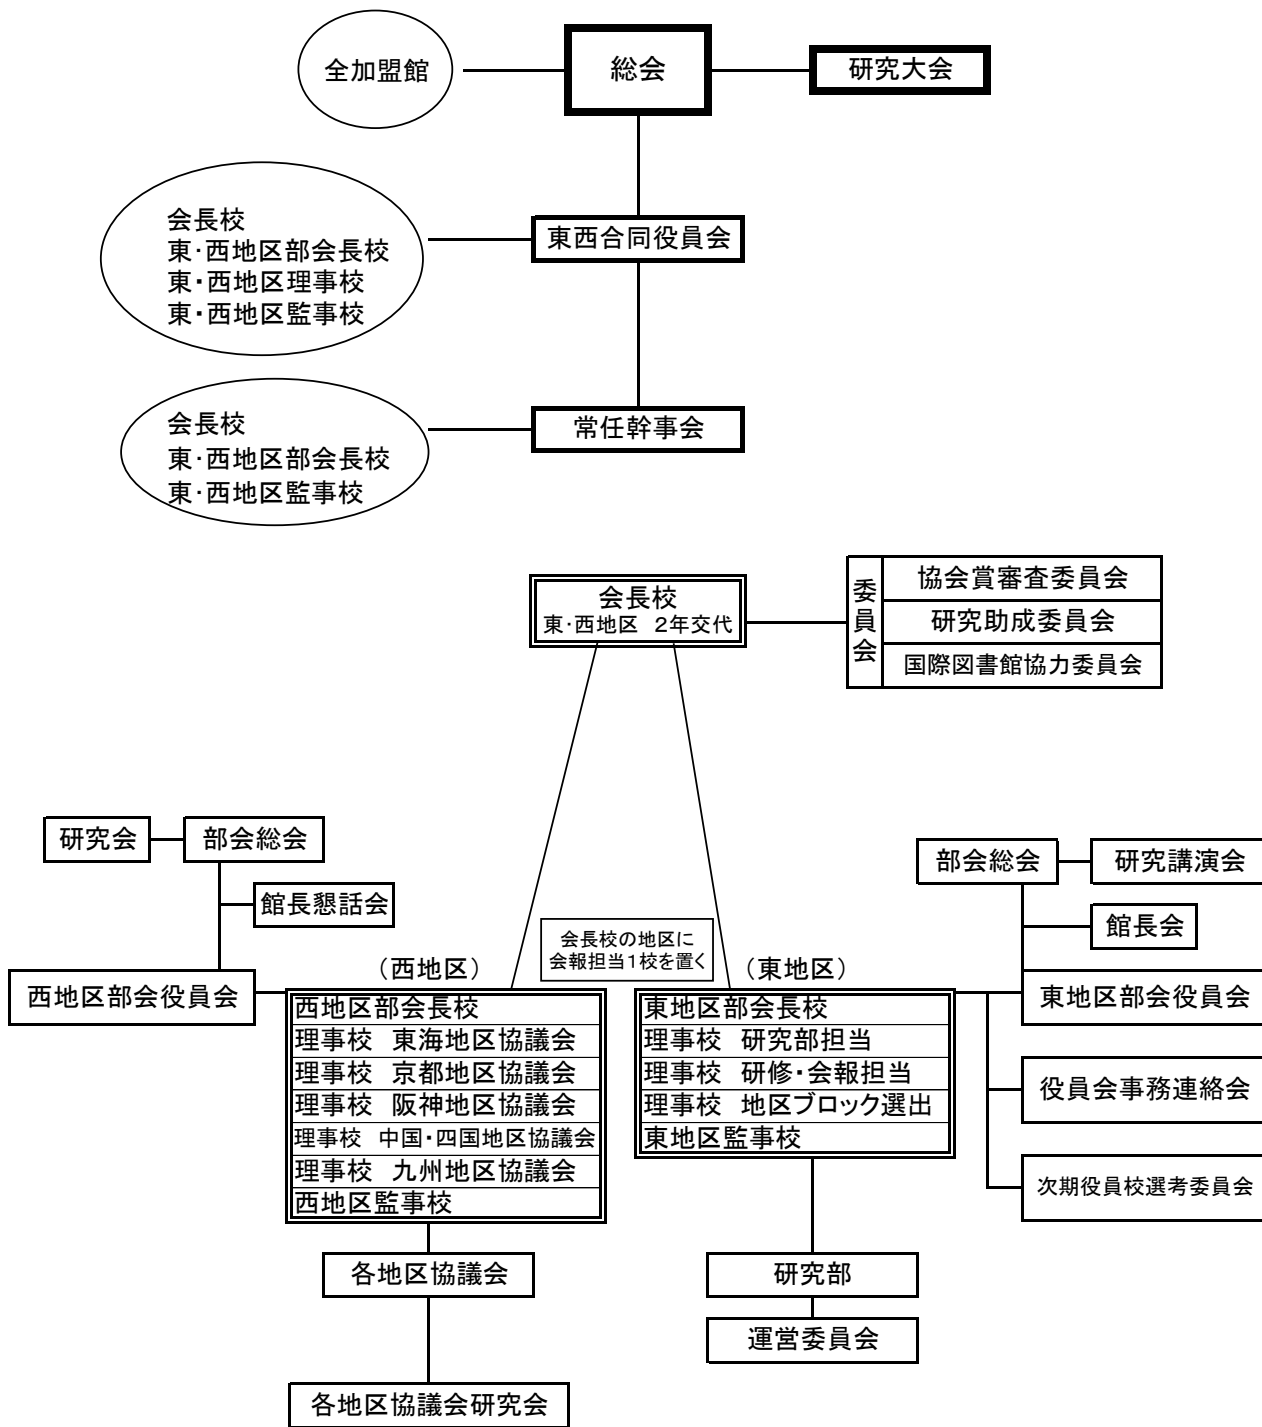 全加盟館
総会
研究大会
会長校
東・西地区部会長校
東・西地区理事校
東・西地区監事校
東西合同役員会
会長校
東・西地区部会長校
東・西地区監事校
常任幹事会
会長校
東・西地区 2年交代
委員会
協会賞審査委員会
研究助成委員会
国際図書館協力委員会
研究会
部会総会
館長懇話会
西地区部会役員会
(西地区)
会長校の地区に
会報担当1校を置く
(東地区)
部会総会
研究講演会
館長会
東地区部会役員会
役員会事務連絡会
次期役員校選考委員会
西地区部会長校
理事校 東海地区協議会
理事校 京都地区協議会
理事校 阪神地区協議会
理事校 中国・四国地区協議会
理事校 九州地区協議会
西地区監事校
東地区部会長校
理事校 研究部担当
理事校 研修・会報担当
理事校 地区ブロック選出
東地区監事校
各地区協議会
各地区協議会研究会
研究部
運営委員会